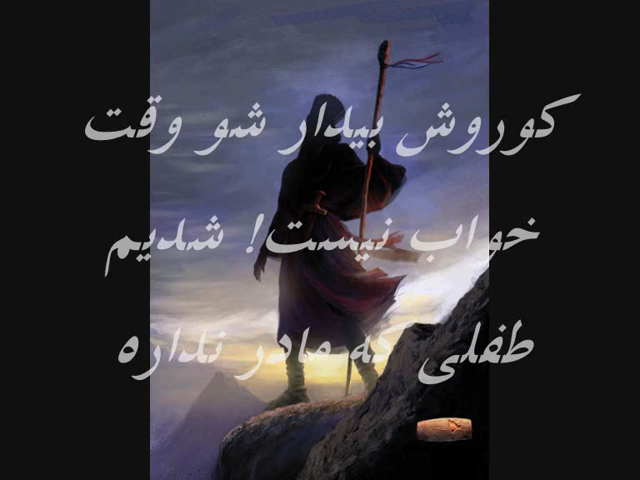 کوروش بیدار شو وقت
خواب نیست! شدیم
طفلی که مادر نداره